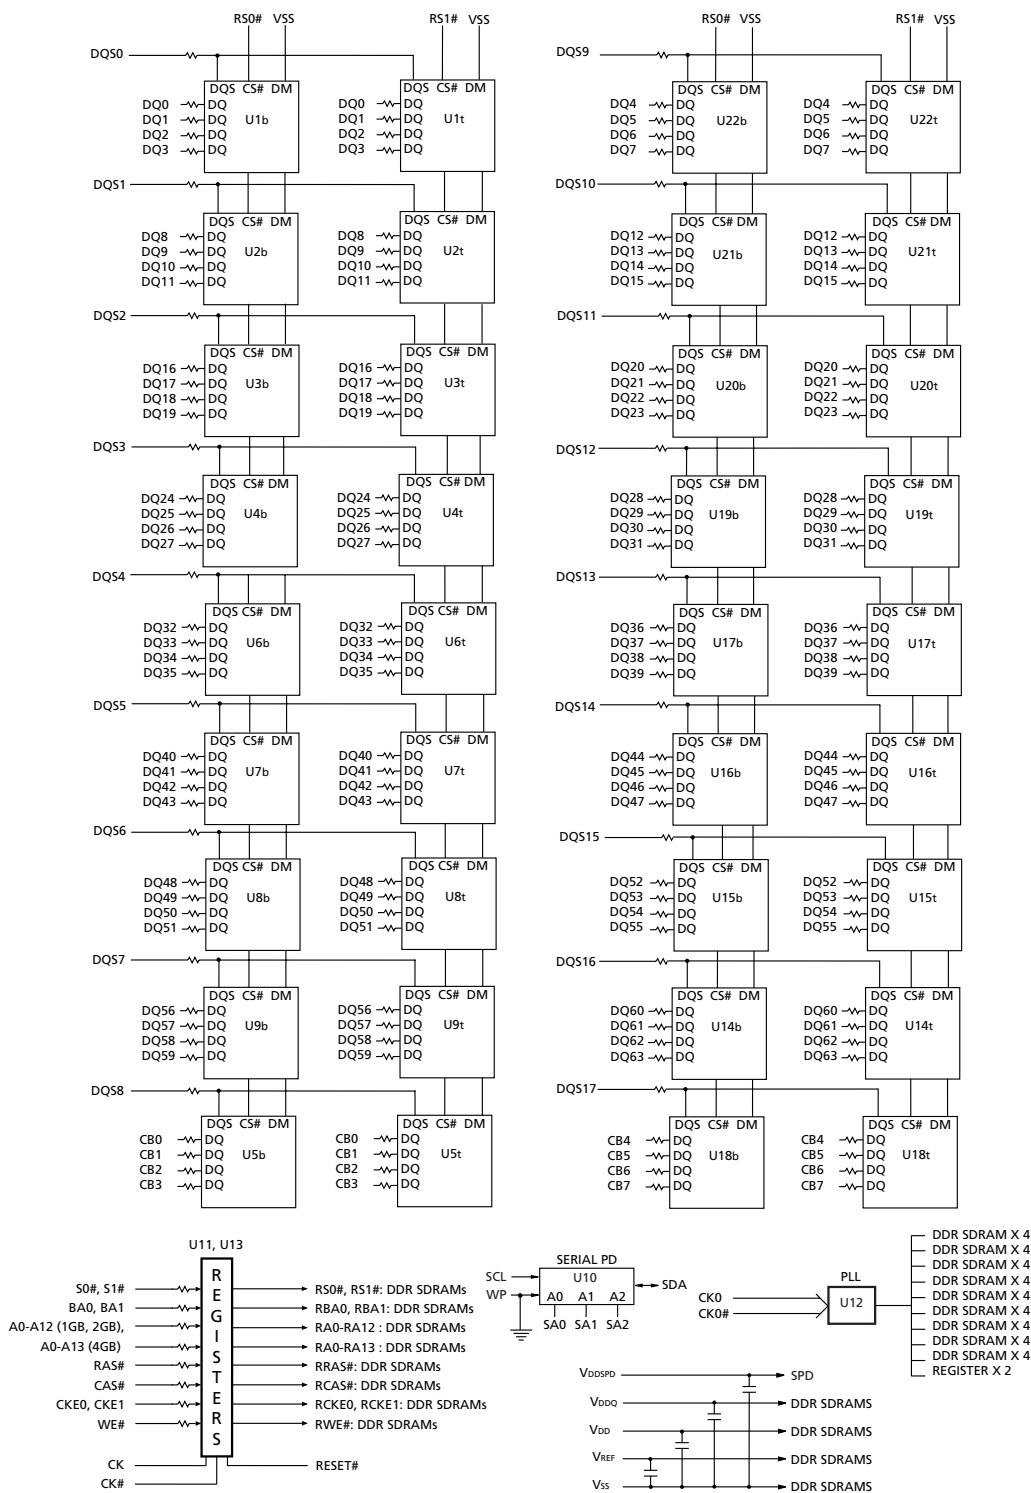 RS0# VSS RS1# VSS
DQS0
DQS CS# DM DQS CS# DM
DQ0 DQ DQ0 DQ
DQ1 DQ U1b DQ1 DQ U1t
DQ2 DQ DQ2 DQ
DQ3 DQ DQ3 DQ
DQS1
DQS CS# DM DQS CS# DM
DQ8 DQ DQ8 DQ
DQ9 DQ U2b DQ9 DQ U2t
DQ10 DQ DQ10 DQ
DQ11 DQ DQ11 DQ
DQS2
DQS CS# DM DQS CS# DM
DQ16 DQ DQ16 DQ
DQ17 DQ U3b DQ17 DQ U3t
DQ18 DQ DQ18 DQ
DQ19 DQ DQ19 DQ
DQS3
DQS CS# DM DQS CS# DM
DQ24 DQ DQ24 DQ
DQ25 DQ U4b DQ25 DQ U4t
DQ26 DQ DQ26 DQ
DQ27 DQ DQ27 DQ
DQS4
DQS CS# DM DQS CS# DM
DQ32 DQ DQ32 DQ
DQ33 DQ U6b DQ33 DQ U6t
DQ34 DQ DQ34 DQ
DQ35 DQ DQ35 DQ
DQS5
DQS CS# DM DQS CS# DM
DQ40 DQ DQ40 DQ
DQ41 DQ U7b DQ41 DQ U7t
DQ42 DQ DQ42 DQ
DQ43 DQ DQ43 DQ
DQS6
DQS CS# DM DQS CS# DM
DQ48 DQ DQ48 DQ
DQ49 DQ U8b DQ49 DQ U8t
DQ50 DQ DQ50 DQ
DQ51 DQ DQ51 DQ
DQS7
DQS CS# DM DQS CS# DM
DQ56 DQ DQ56 DQ
DQ57 DQ U9b DQ57 DQ U9t
DQ58 DQ DQ58 DQ
DQ59 DQ DQ59 DQ
DQS8
DQS CS# DM DQS CS# DM
CB0 DQ CB0 DQ
CB1 DQ U5b CB1 DQ U5t
CB2 DQ CB2 DQ
CB3 DQ CB3 DQ
RS0# VSS RS1# VSS
DQS9
DQS CS# DM DQS CS# DM
DQ4 DQ DQ4 DQ
DQ5 DQ U22b DQ5 DQ U22t
DQ6 DQ DQ6 DQ
DQ7 DQ DQ7 DQ
DQS10
DQS CS# DM DQS CS# DM
DQ12 DQ DQ12 DQ
DQ13 DQ U21b DQ13 DQ U21t
DQ14 DQ DQ14 DQ
DQ15 DQ DQ15 DQ
DQS11
DQS CS# DM DQS CS# DM
DQ20 DQ DQ20 DQ
DQ21 DQ U20b DQ21 DQ U20t
DQ22 DQ DQ22 DQ
DQ23 DQ DQ23 DQ
DQS12
DQS CS# DM DQS CS# DM
DQ28 DQ DQ28 DQ
DQ29 DQ U19b DQ29 DQ U19t
DQ30 DQ DQ30 DQ
DQ31 DQ DQ31 DQ
DQS13
DQS CS# DM DQS CS# DM
DQ36 DQ DQ36 DQ
DQ37 DQ U17b DQ37 DQ U17t
DQ38 DQ DQ38 DQ
DQ39 DQ DQ39 DQ
DQS14
DQS CS# DM DQS CS# DM
DQ44 DQ DQ44 DQ
DQ45 DQ U16b DQ45 DQ U16t
DQ46 DQ DQ46 DQ
DQ47 DQ DQ47 DQ
DQS15
DQS CS# DM DQS CS# DM
DQ52 DQ DQ52 DQ
DQ53 DQ U15b DQ53 DQ U15t
DQ54 DQ DQ54 DQ
DQ55 DQ DQ55 DQ
DQS16
DQS CS# DM DQS CS# DM
DQ60 DQ DQ60 DQ
DQ61 DQ U14b DQ61 DQ U14t
DQ62 DQ DQ62 DQ
DQ63 DQ DQ63 DQ
DQS17
DQS CS# DM DQS CS# DM
CB4 DQ CB4 DQ
CB5 DQ U18b CB5 DQ U18t
CB6 DQ CB6 DQ
CB7 DQ CB7 DQ
U11, U13
REGISTERS
S0#, S1# RS0#, RS1#: DDR SDRAMs
BA0, BA1 RBA0, RBA1: DDR SDRAMs
A0-A12 (1GB, 2GB), RA0-RA12 : DDR SDRAMs
A0-A13 (4GB) RA0-RA13 : DDR SDRAMs
RAS# RRAS#: DDR SDRAMs
CAS# RCAS#: DDR SDRAMs
CKE0, CKE1 RCKE0, RCKE1: DDR SDRAMs
WE# RWE#: DDR SDRAMs
CK RESET#
CK#
SERIAL PD
SCL U10 SDA
WP A0 A1 A2
SA0 SA1 SA2
PLL
CK0 U12
CK0#
DDR SDRAM X 4
DDR SDRAM X 4
DDR SDRAM X 4
DDR SDRAM X 4
DDR SDRAM X 4
DDR SDRAM X 4
DDR SDRAM X 4
DDR SDRAM X 4
DDR SDRAM X 4
REGISTER X 2
VDDSPD SPD
VDDQ DDR SDRAMS
VDD DDR SDRAMS
VREF DDR SDRAMS
VSS DDR SDRAMS